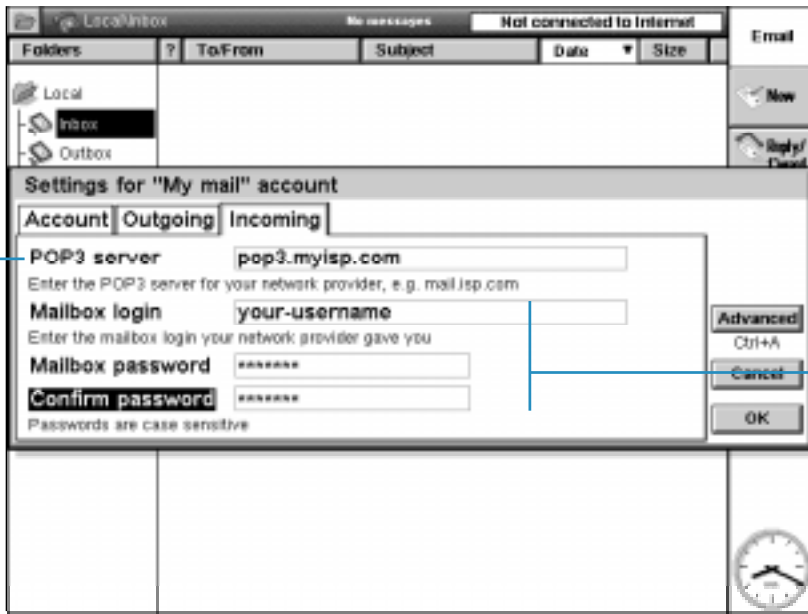 Local\Inbox No messages Not connected to Internet
Email
Folders ? To/From Subject Date Size
Local
New
Inbox
Outbox
Reply/
Settings for "My mail" account
Account Outgoing Incoming
POP3 server pop3.myisp.com
Enter the POP3 server for your network provider, e.g. mail.isp.com
Mailbox login your-username
Enter the mailbox login your network provider gave you
Advanced
Ctrl+A
Mailbox password *******
Cancel
Confirm password *******
Passwords are case sensitive
OK